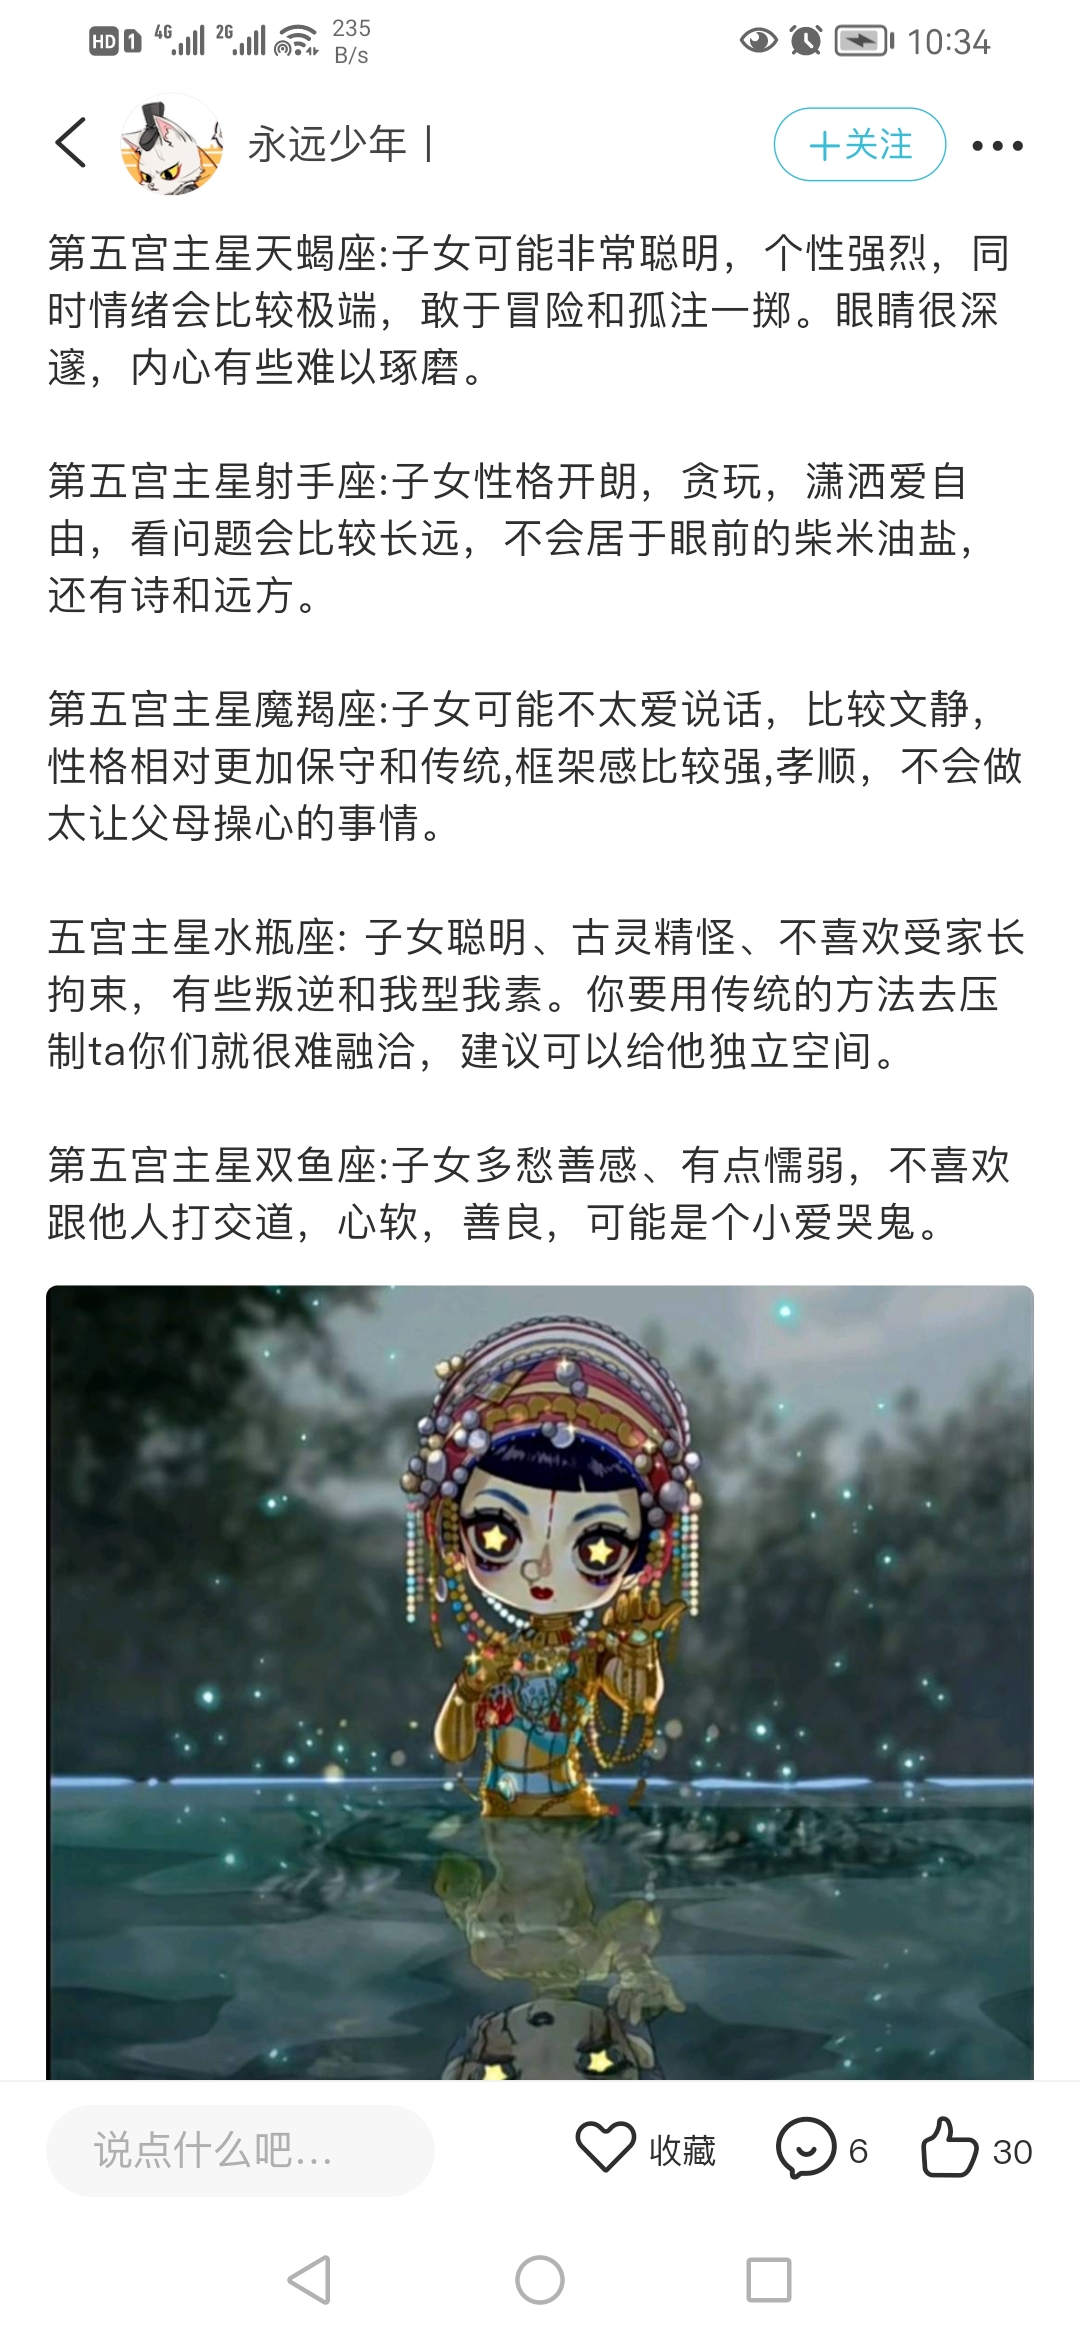 HD 1 4G 2G 235 B/s 10:34
永远少年丨
+关注
第五宫主星天蝎座:子女可能非常聪明，个性强烈，同
时情绪会比较极端，敢于冒险和孤注一掷。眼睛很深
邃，内心有些难以琢磨。
第五宫主星射手座:子女性格开朗，贪玩，潇洒爱自
由，看问题会比较长远，不会居于眼前的柴米油盐，
还有诗和远方。
第五宫主星魔羯座:子女可能不太爱说话，比较文静，
性格相对更加保守和传统,框架感比较强,孝顺，不会做
太让父母操心的事情。
五宫主星水瓶座: 子女聪明、古灵精怪、不喜欢受家长
拘束，有些叛逆和我型我素。你要用传统的方法去压
制ta你们就很难融洽，建议可以给他独立空间。
第五宫主星双鱼座:子女多愁善感、有点懦弱，不喜欢
跟他人打交道，心软，善良，可能是个小爱哭鬼。
说点什么吧... 收藏 6 30